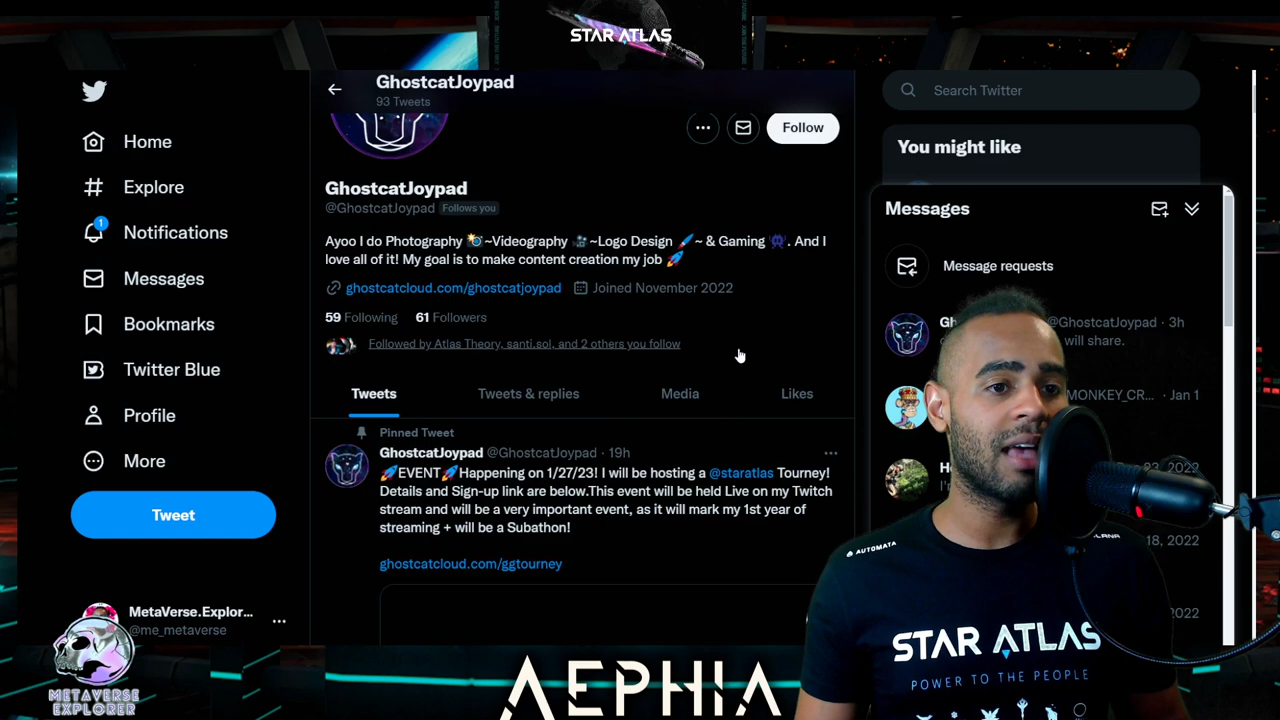 STAR ATLAS
GhostcatJoypad
93 Tweets
Home
Explore
1
Notifications
Messages
Bookmarks
Twitter Blue
Profile
More
Tweet
MetaVerse.Explor...
@me_metaverse
METAVERSE
EXPLORER
Follow
GhostcatJoypad
@GhostcatJoypad Follows you
Ayoo I do Photography 📸~Videography 🎥~Logo Design 🖌️~ & Gaming 👾. And I
love all of it! My goal is to make content creation my job 🚀
ghostcatcloud.com/ghostcatjoypad Joined November 2022
59 Following 61 Followers
Followed by Atlas Theory, santi.sol, and 2 others you follow
Tweets Tweets & replies Media Likes
Pinned Tweet
GhostcatJoypad @GhostcatJoypad · 19h
🚀EVENT🚀Happening on 1/27/23! I will be hosting a @staratlas Tourney!
Details and Sign-up link are below.This event will be held Live on my Twitch
stream and will be a very important event, as it will mark my 1st year of
streaming + will be a Subathon!
ghostcatcloud.com/ggtourney
Search Twitter
You might like
Messages
Message requests
@GhostcatJoypad · 3h
will share.
MONKEY_CR... · Jan 1
2022
18, 2022
2022
AUTOMATA
STAR ATLAS
POWER TO THE PEOPLE
AEPHIA